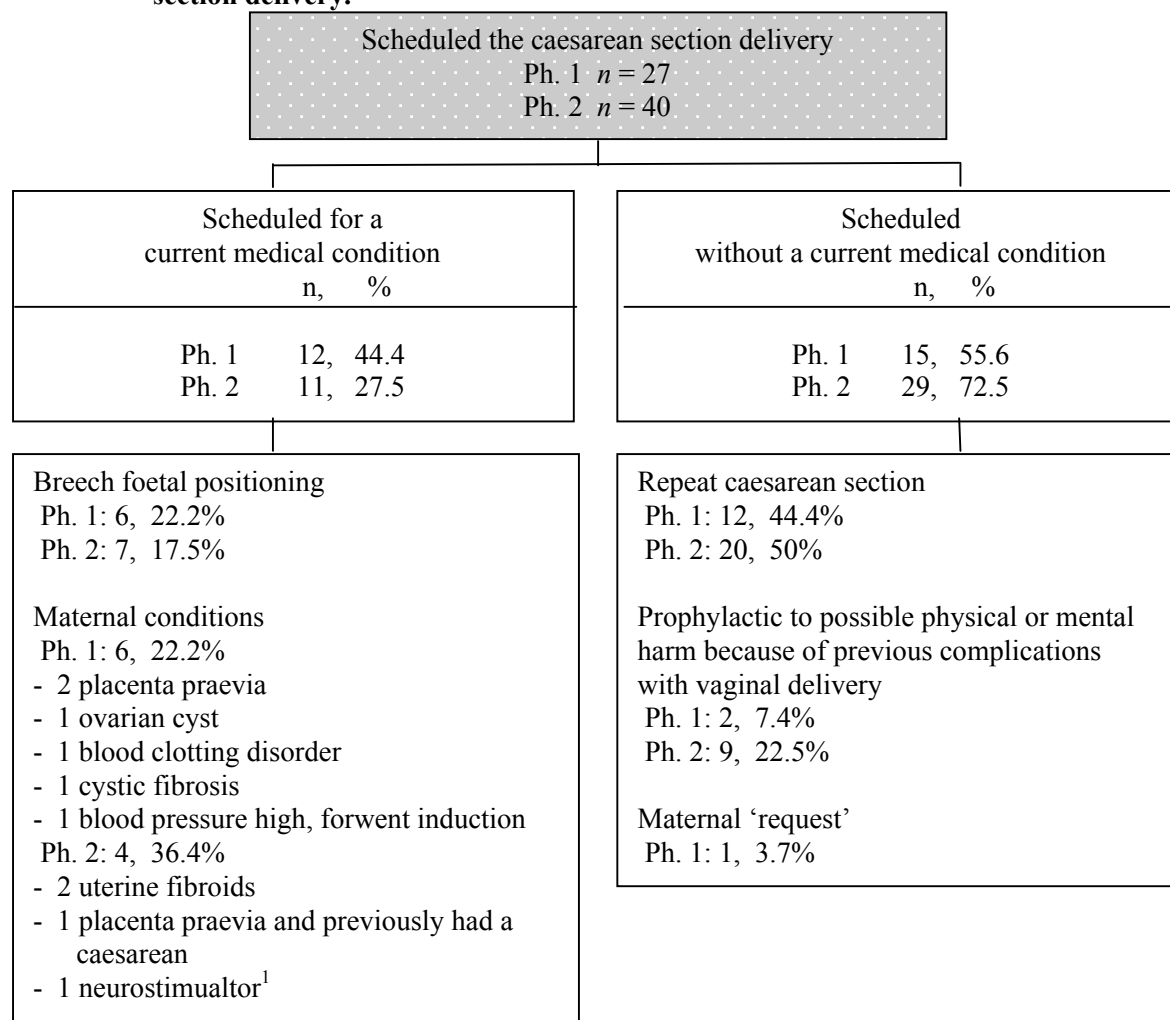 section delivery.
Scheduled the caesarean section delivery
Ph. 1 n = 27
Ph. 2 n = 40
Scheduled for a
current medical condition
n, %
Ph. 1 12, 44.4
Ph. 2 11, 27.5
Scheduled
without a current medical condition
n, %
Ph. 1 15, 55.6
Ph. 2 29, 72.5
Breech foetal positioning
Ph. 1: 6, 22.2%
Ph. 2: 7, 17.5%
Maternal conditions
Ph. 1: 6, 22.2%
- 2 placenta praevia
- 1 ovarian cyst
- 1 blood clotting disorder
- 1 cystic fibrosis
- 1 blood pressure high, forwent induction
Ph. 2: 4, 36.4%
- 2 uterine fibroids
- 1 placenta praevia and previously had a
caesarean
- 1 neurostimualtor1
Repeat caesarean section
Ph. 1: 12, 44.4%
Ph. 2: 20, 50%
Prophylactic to possible physical or mental
harm because of previous complications
with vaginal delivery
Ph. 1: 2, 7.4%
Ph. 2: 9, 22.5%
Maternal ‘request’
Ph. 1: 1, 3.7%